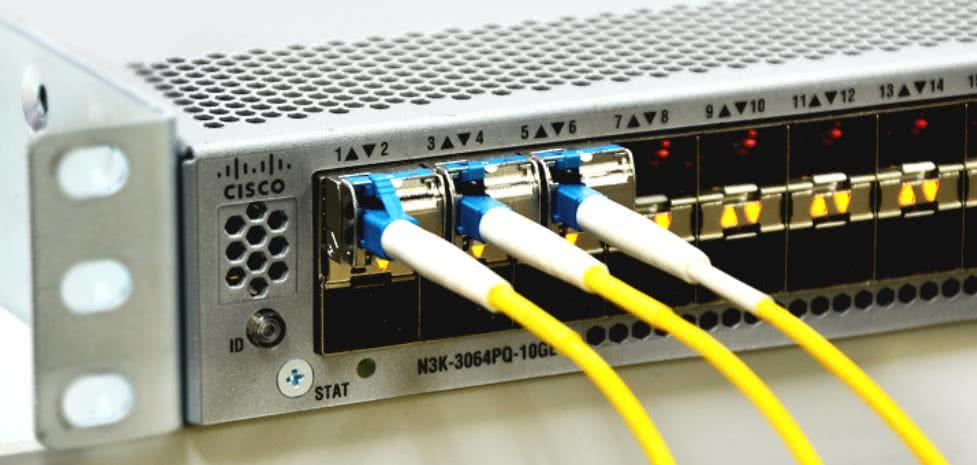 1▲▼2 3▲▼4 5▲▼6 7▲▼8 9▲▼10 11▲▼12 13▲▼14
CISCO
ID
STAT
N3K-3064PQ-10GE